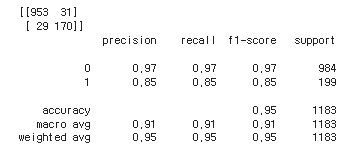 [[953 31]
[ 29 170]]
precision recall f1-score support
0 0,97 0,97 0,97 984
1 0,85 0,85 0,85 199
accuracy 0,95 1183
macro avg 0,91 0,91 0,91 1183
weighted avg 0,95 0,95 0,95 1183